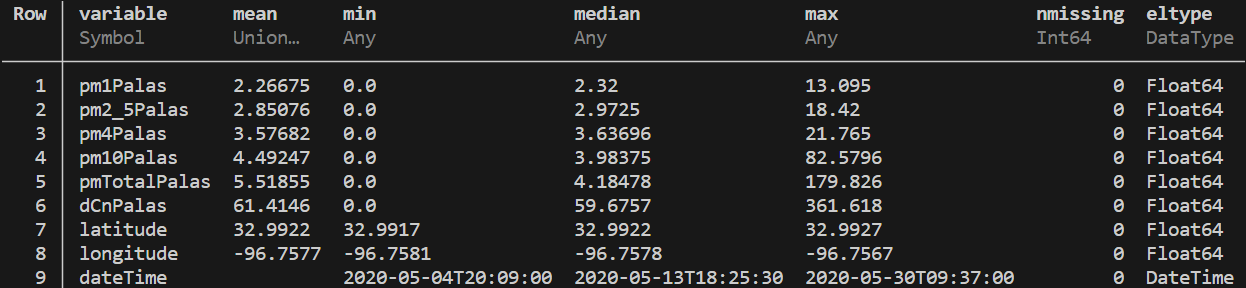 Row variable mean min median max nmissing eltype
Symbol Union… Any Any Any Int64 DataType
1 pm1Palas 2.26675 0.0 2.32 13.095 0 Float64
2 pm2_5Palas 2.85076 0.0 2.9725 18.42 0 Float64
3 pm4Palas 3.57682 0.0 3.63696 21.765 0 Float64
4 pm10Palas 4.49247 0.0 3.98375 82.5796 0 Float64
5 pmTotalPalas 5.51855 0.0 4.18478 179.826 0 Float64
6 dCnPalas 61.4146 0.0 59.6757 361.618 0 Float64
7 latitude 32.9922 32.9917 32.9922 32.9927 0 Float64
8 longitude -96.7577 -96.7581 -96.7578 -96.7567 0 Float64
9 dateTime 2020-05-04T20:09:00 2020-05-13T18:25:30 2020-05-30T09:37:00 0 DateTime